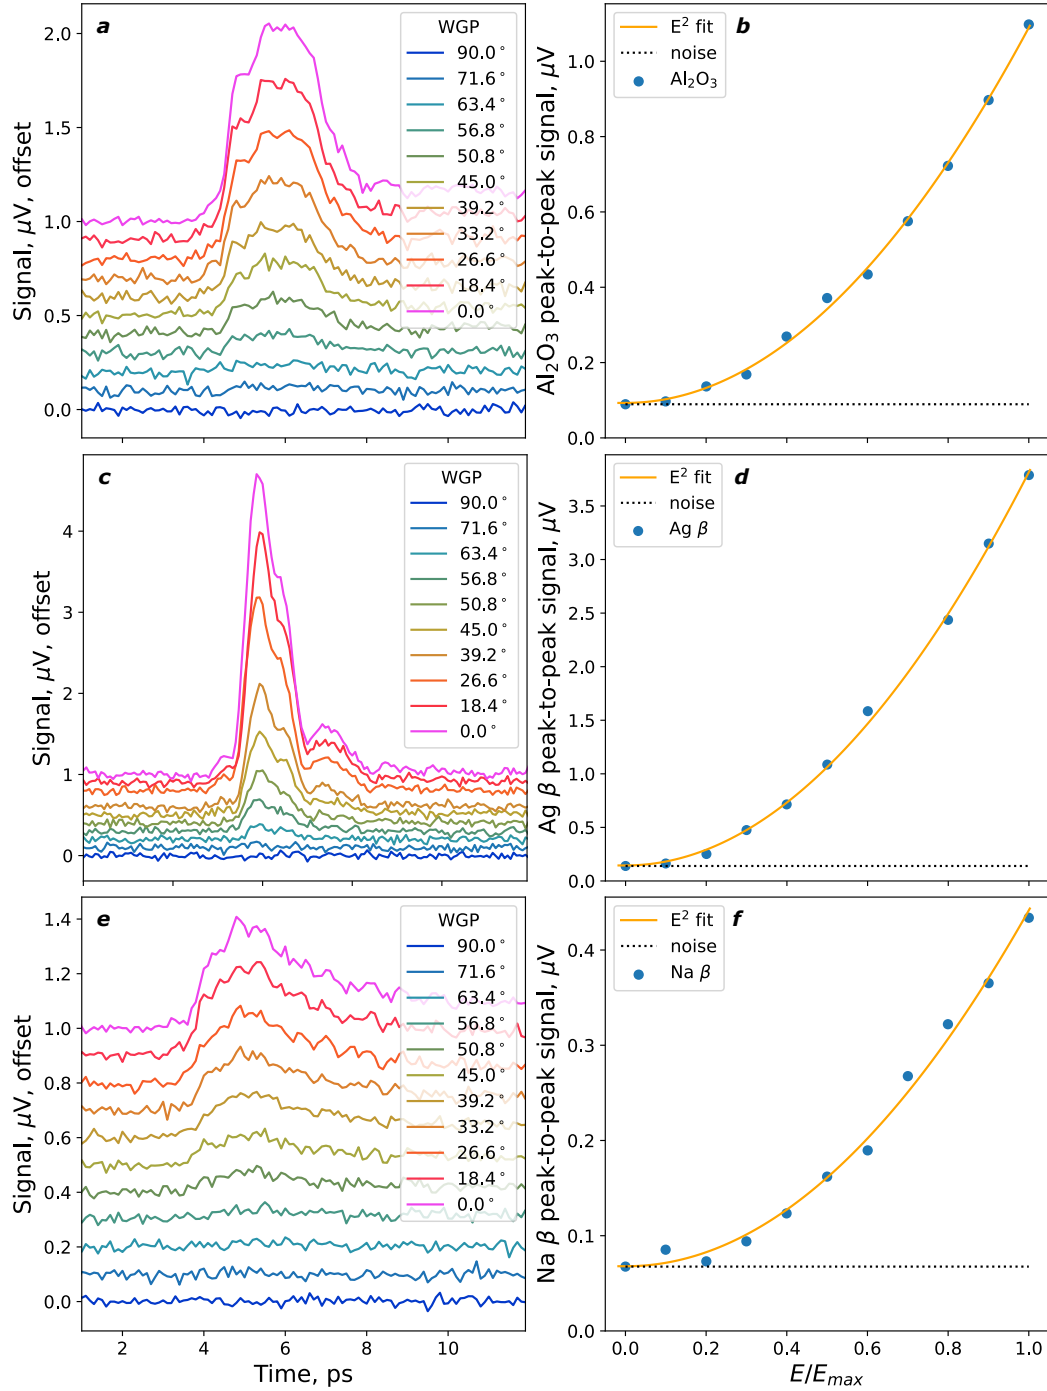 a
WGP
90.0°
71.6°
63.4°
56.8°
50.8°
45.0°
39.2°
33.2°
26.6°
18.4°
0.0°
2.0
1.5
1.0
0.5
0.0
Signal, μV, offset
2
4
6
8
10
b
E² fit
noise
Al₂O₃
1.0
0.8
0.6
0.4
0.2
0.0
Al₂O₃ peak-to-peak signal, μV
c
WGP
90.0°
71.6°
63.4°
56.8°
50.8°
45.0°
39.2°
26.6°
18.4°
0.0°
4
3
2
1
0
Signal, μV, offset
d
E² fit
noise
Ag β
3.5
3.0
2.5
2.0
1.5
1.0
0.5
0.0
Ag β peak-to-peak signal, μV
e
WGP
90.0°
71.6°
63.4°
56.8°
50.8°
45.0°
39.2°
33.2°
26.6°
18.4°
0.0°
1.4
1.2
1.0
0.8
0.6
0.4
0.2
0.0
Signal, μV, offset
2 4 6 8 10
Time, ps
f
E² fit
noise
Na β
0.4
0.3
0.2
0.1
0.0
Na β peak-to-peak signal, μV
0.0 0.2 0.4 0.6 0.8 1.0
E/Emax